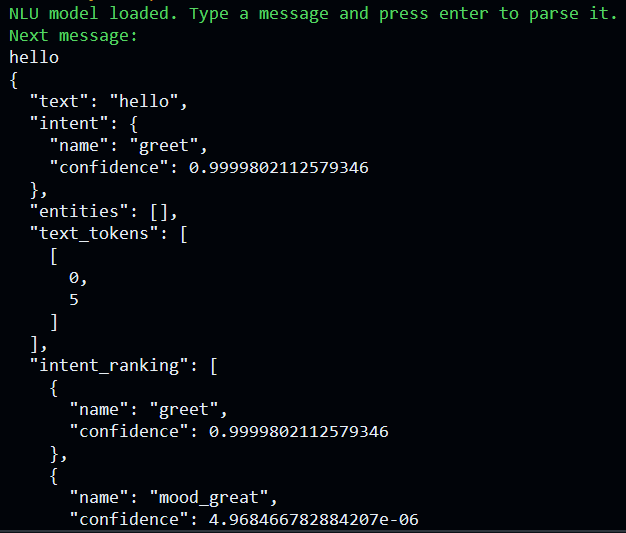 NLU model loaded. Type a message and press enter to parse it.
Next message:
hello
{
  "text": "hello",
  "intent": {
    "name": "greet",
    "confidence": 0.9999802112579346
  },
  "entities": [],
  "text_tokens": [
    [
      0,
      5
    ]
  ],
  "intent_ranking": [
    {
      "name": "greet",
      "confidence": 0.9999802112579346
    },
    {
      "name": "mood_great",
      "confidence": 4.968466782884207e-06